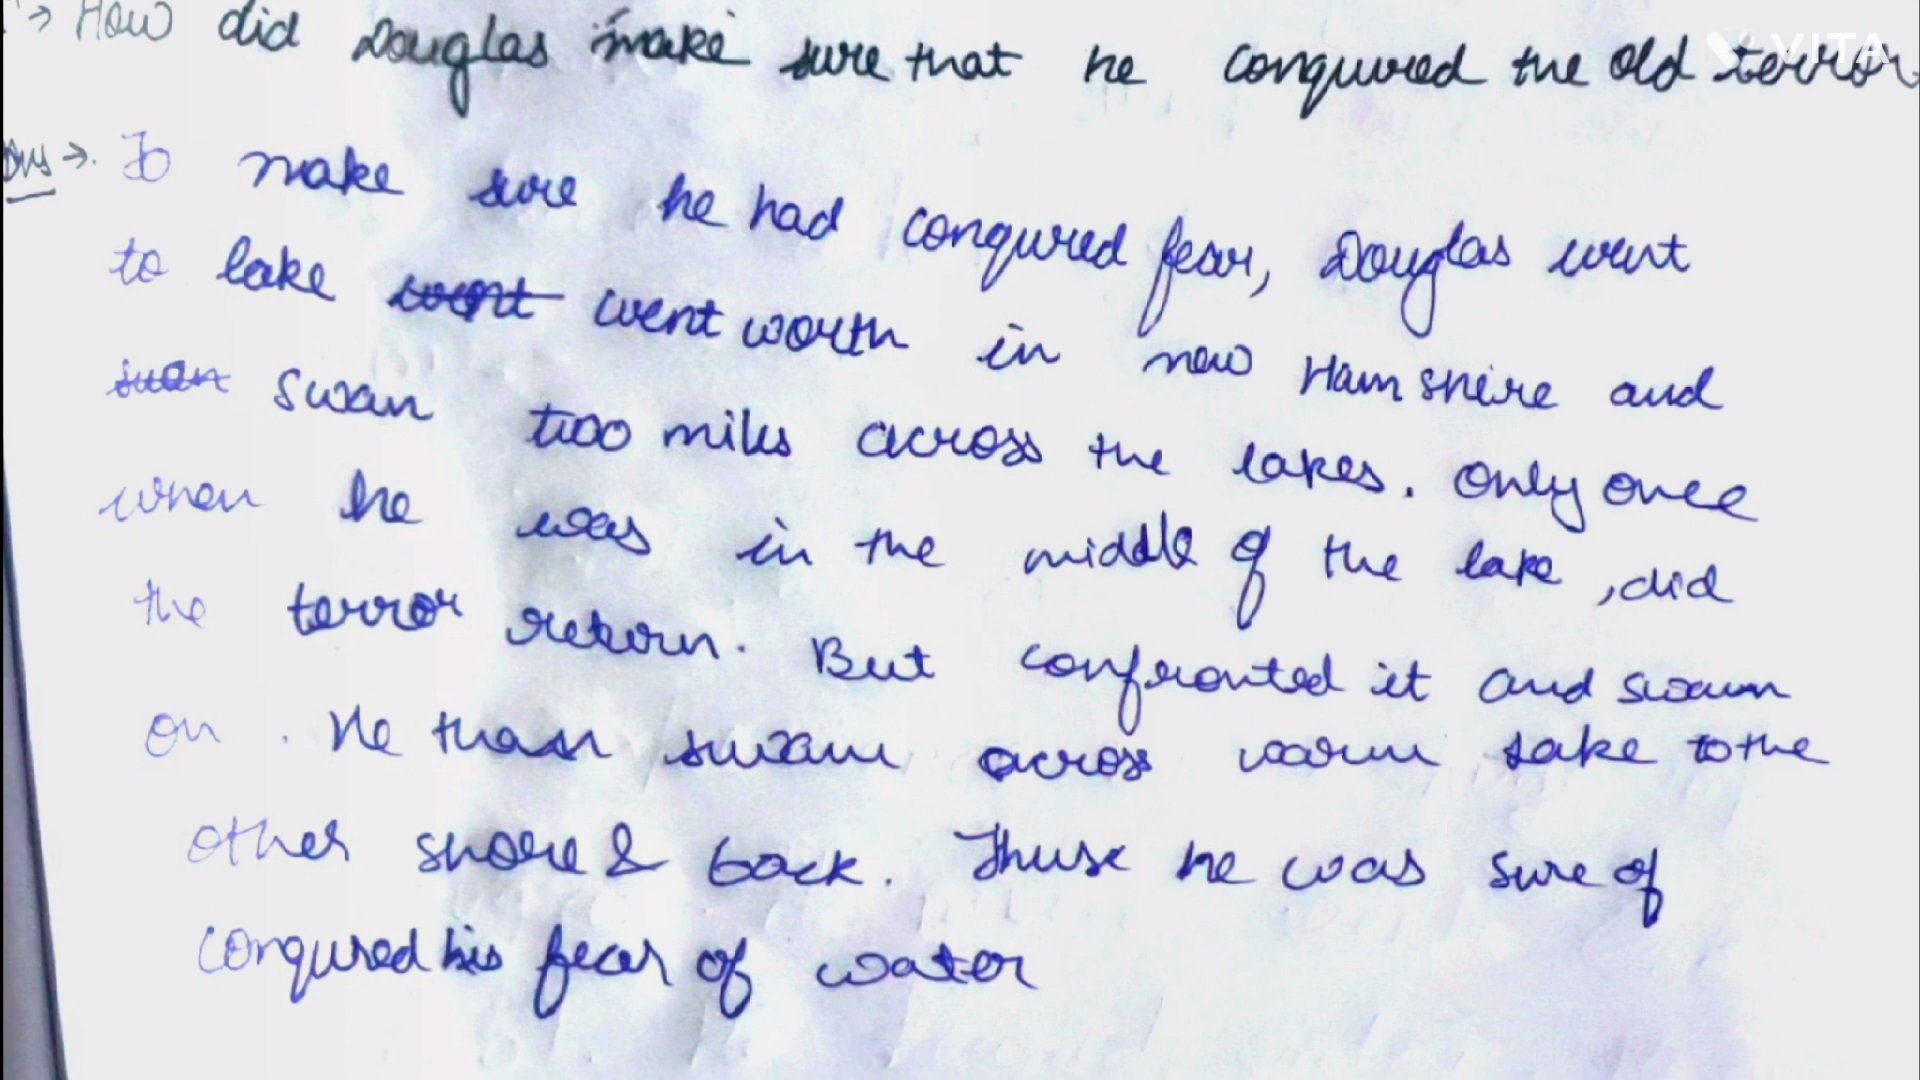 → How did Douglas make sure that he conqured the old terror
VITA
Ans →. To make sure he had conqured fear, Douglas went
to lake went worth in new Ham shire and
swam two miles across the lakes. Only once
when he was in the middle of the lake, did
the terror return. But confronted it and swam
on. He than swam across warm lake to the
other shore & back. Thus he was sure of
conqured his fear of water